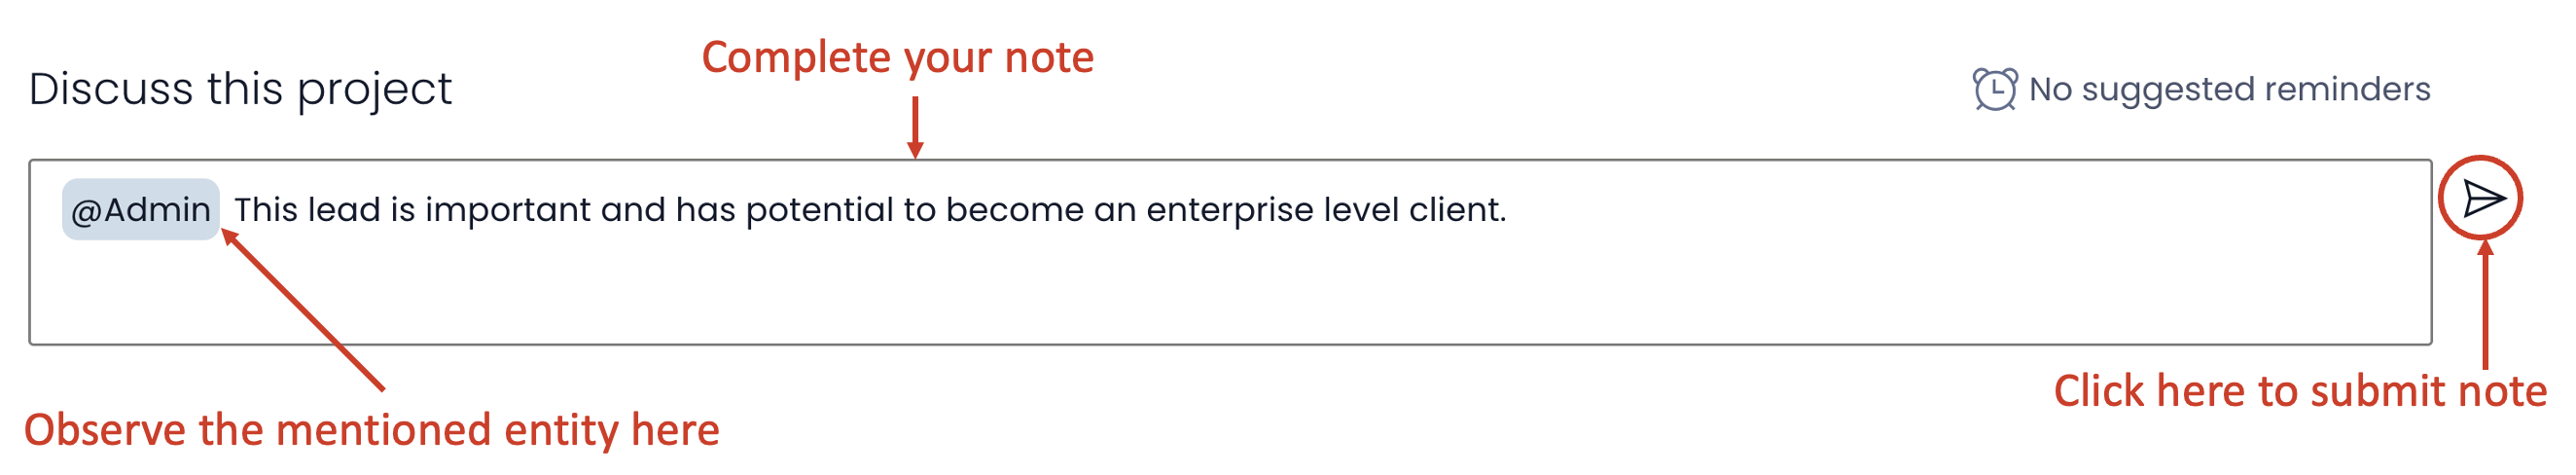 Complete your note
Discuss this project
No suggested reminders
@Admin This lead is important and has potential to become an enterprise level client.
Click here to submit note
Observe the mentioned entity here